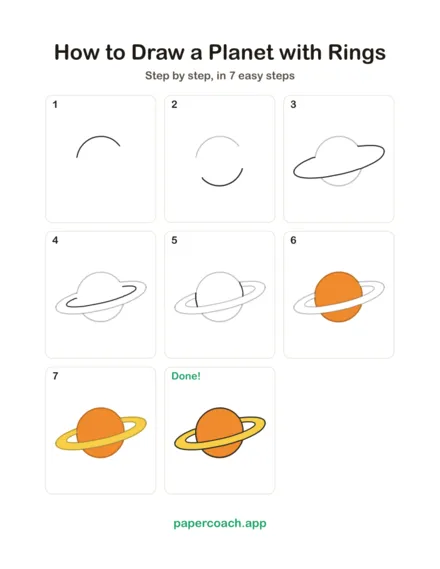 How to Draw a Planet with Rings
Step by step, in 7 easy steps
1
2
3
4
5
6
7
Done!
papercoach.app